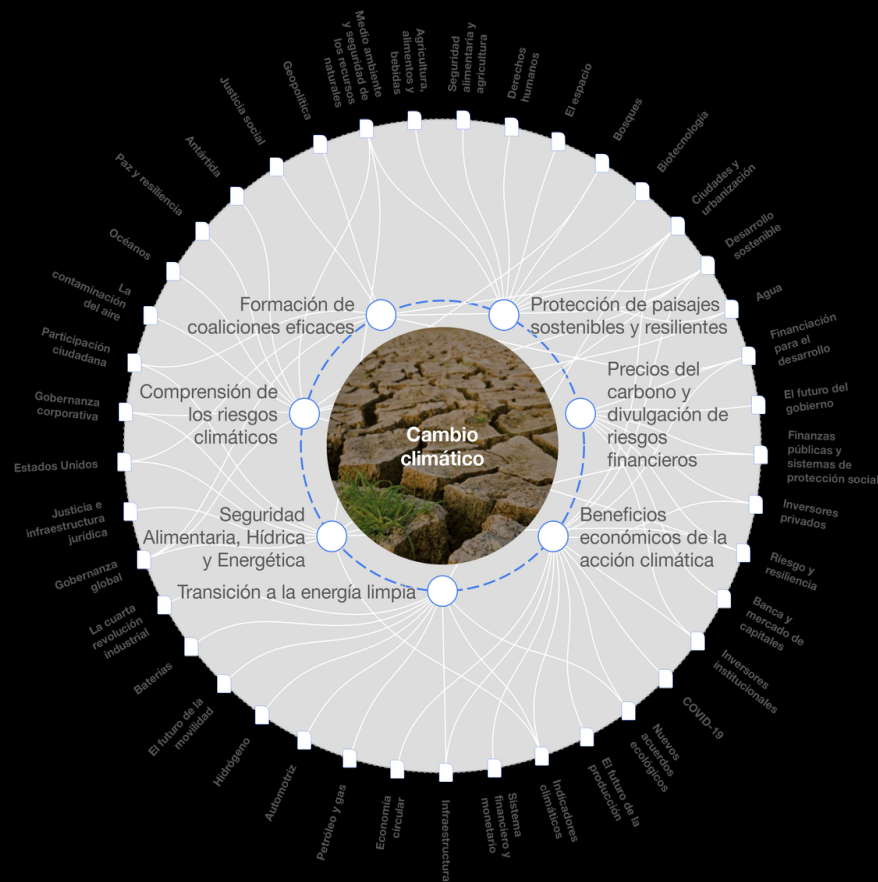 Cambio
climático
Formación de
coaliciones eficaces
Protección de paisajes
sostenibles y resilientes
Precios del
carbono y
divulgación de
riesgos
financieros
Beneficios
económicos de la
acción climática
Transición a la energía limpia
Seguridad
Alimentaria, Hídrica
y Energética
Comprensión de
los riesgos
climáticos
Agricultura,
alimentos y
bebidas
Seguridad
alimentaria y
agricultura
Derechos
humanos
El espacio
Bosques
Biotecnología
Ciudades y
urbanización
Desarrollo
sostenible
Agua
Financiación
para el
desarrollo
El futuro del
gobierno
Finanzas
públicas y
sistemas de
protección social
Inversores
privados
Riesgo y
resiliencia
Banca y
mercado de
capitales
Inversores
institucionales
COVID-19
Nuevos
acuerdos
ecológicos
El futuro de la
producción
Indicadores
climáticos
Sistema
financiero y
monetario
Infraestructura
Economía
circular
Petróleo y gas
Automotriz
Hidrógeno
El futuro de la
movilidad
Baterías
La cuarta
revolución
industrial
Gobernanza
global
Justicia e
infraestructura
jurídica
Estados Unidos
Gobernanza
corporativa
Participación
ciudadana
La
contaminación
del aire
Océanos
Paz y resiliencia
Antártida
Justicia social
Geopolítica
Medio ambiente
y seguridad de
los recursos
naturales